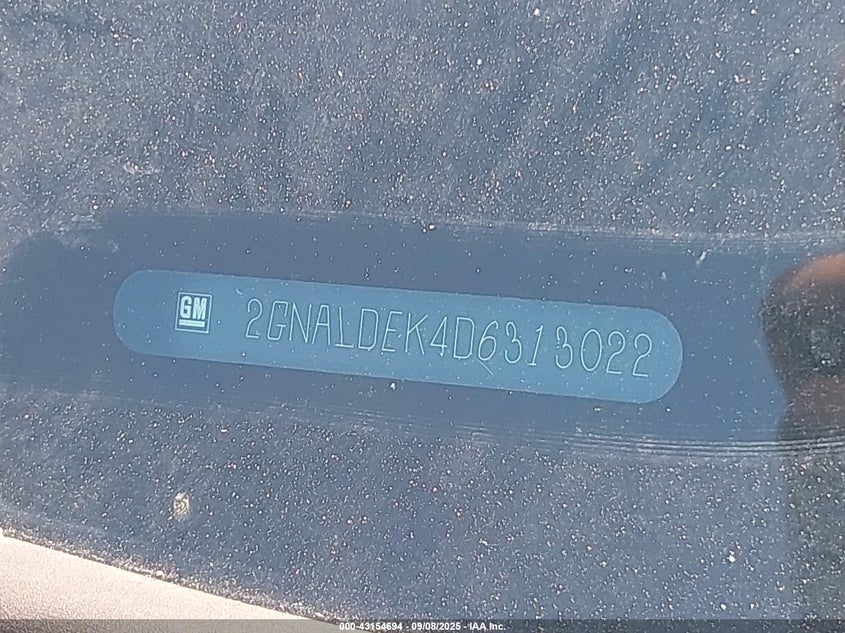 GM 2GNALDEK4D6313022
000-43154694 - 09/08/2025 - IAA Inc.